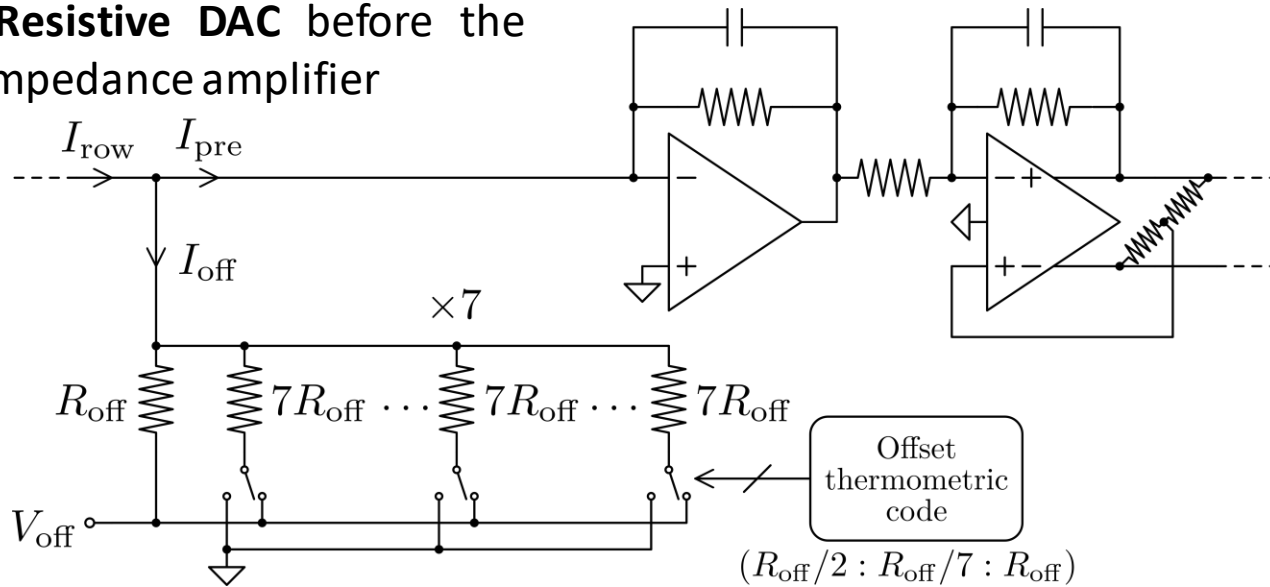 Resistive DAC before the
mpedance amplifier
I_row I_pre
I_off
×7
R_off 7R_off ... 7R_off ... 7R_off
− + − +
+ + −
Offset
thermometric
code
V_off
(R_off/2 : R_off/7 : R_off)